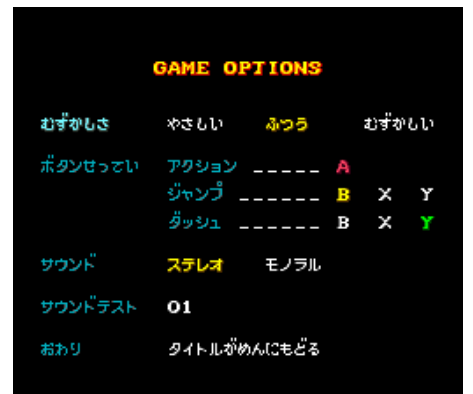 GAME OPTIONS
むずかしさ やさしい ふつう むずかしい
ボタンせってい アクション _____ A
ジャンプ _____ B X Y
ダッシュ _____ B X Y
サウンド ステレオ モノラル
サウンドテスト 01
おわり タイトルがめんにもどる